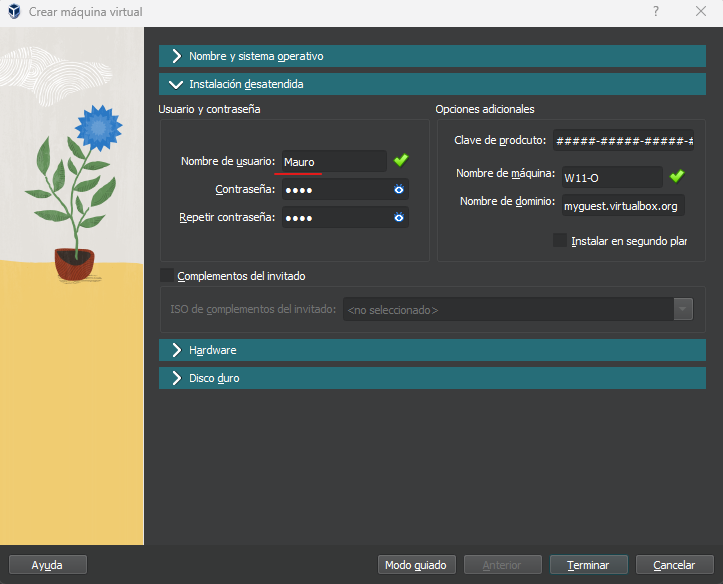 Crear máquina virtual
Nombre y sistema operativo
Instalación desatendida
Usuario y contraseña
Nombre de usuario: Mauro
Contraseña: ●●●●
Repetir contraseña: ●●●●
Opciones adicionales
Clave de prodcuto: #####-#####-#####-#
Nombre de máquina: W11-O
Nombre de dominio: myguest.virtualbox.org
Instalar en segundo plar
Complementos del invitado
ISO de complementos del invitado: <no seleccionado>
Hardware
Disco duro
Ayuda
Modo guiado
Anterior
Terminar
Cancelar